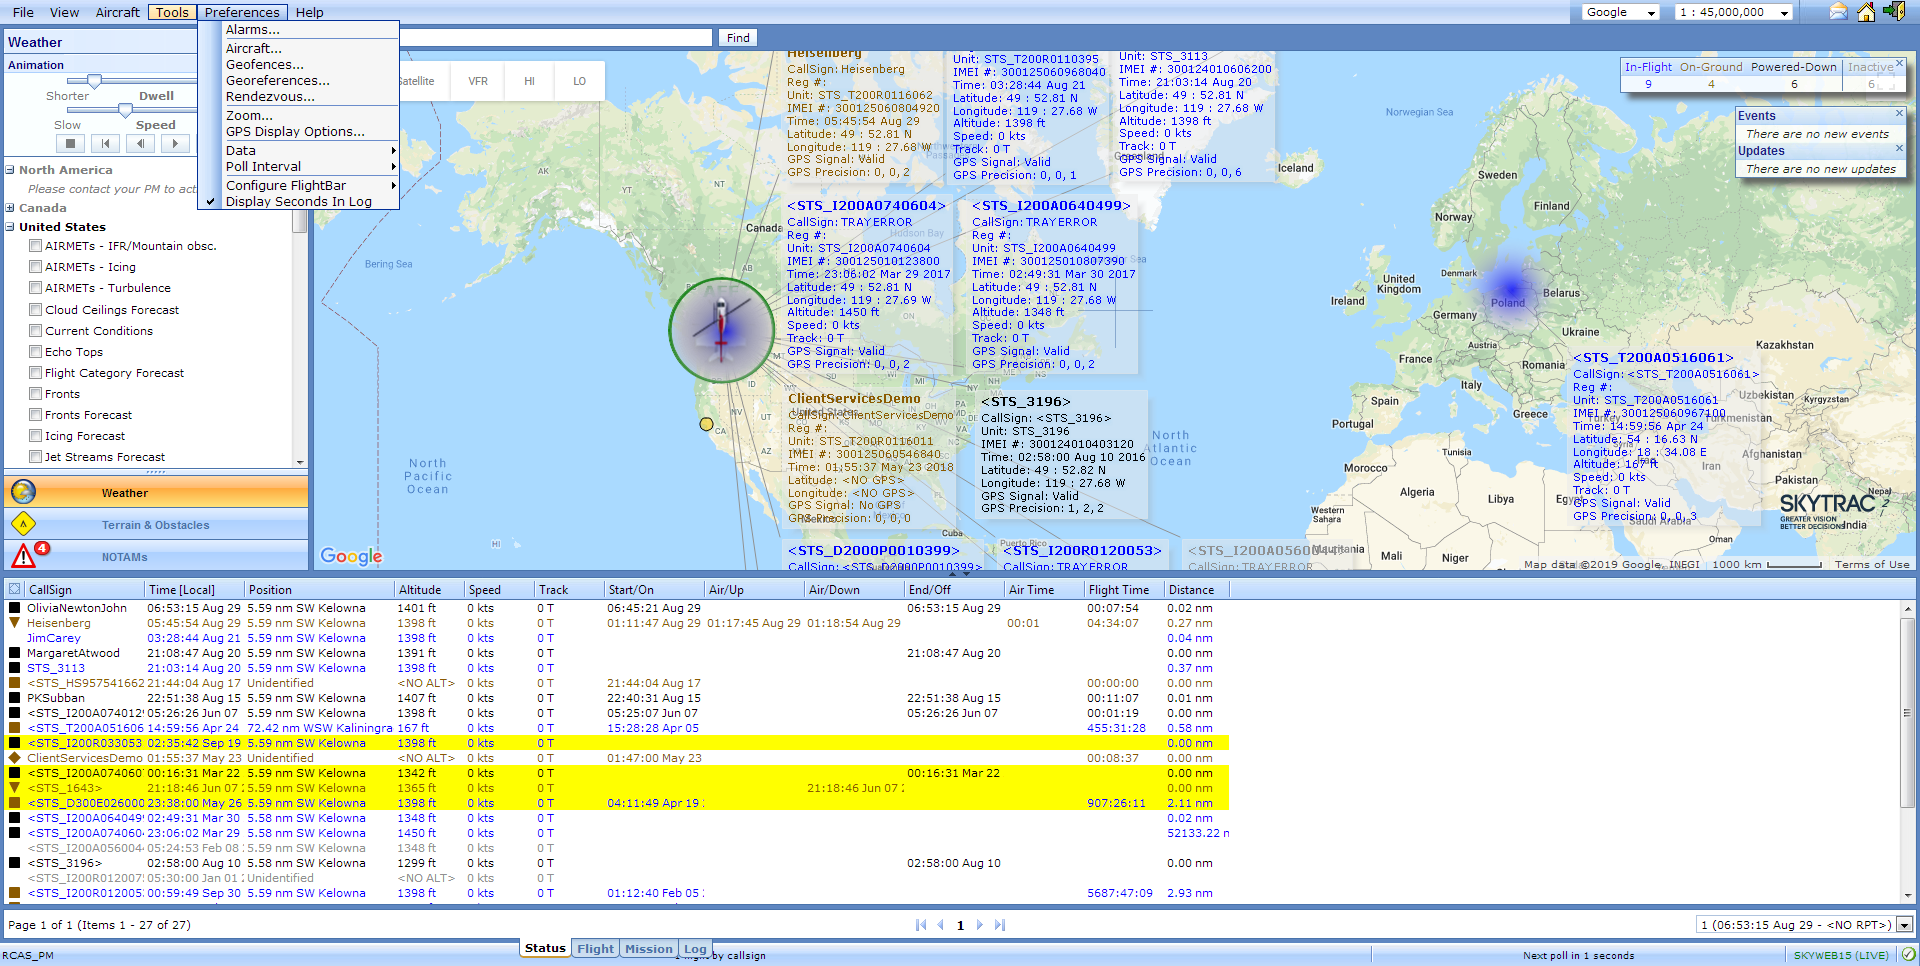 File View Aircraft Tools Preferences Help
Google 1 : 45,000,000
Weather
Find
Animation
Shorter Dwell
Slow Speed
North America
Please contact your PM to act
Canada
United States
AIRMETs - IFR/Mountain obsc.
AIRMETs - Icing
AIRMETs - Turbulence
Cloud Ceilings Forecast
Current Conditions
Echo Tops
Flight Category Forecast
Fronts
Fronts Forecast
Icing Forecast
Jet Streams Forecast
Weather
Terrain & Obstacles
4
NOTAMs
Alarms...
Aircraft...
Geofences...
Georeferences...
Rendezvous...
Zoom...
GPS Display Options...
Data
Poll Interval
Configure FlightBar
Display Seconds In Log
Satellite VFR HI LO
Heisenberg
CallSign: Heisenberg
Reg #:
Unit: STS_T200R0116062
IMEI #: 300125060804920
Time: 05:45:54 Aug 29
Latitude: 49 : 52.81 N
Longitude: 119 : 27.68 W
Altitude: 1398 ft
Speed: 0 kts
Track: 0 T
GPS Signal: Valid
GPS Precision: 0, 0, 2
Unit: STS_T200R0110395
IMEI #: 300125060968040
Time: 03:28:44 Aug 21
Latitude: 49 : 52.81 N
Longitude: 119 : 27.68 W
Altitude: 1398 ft
Speed: 0 kts
Track: 0 T
GPS Signal: Valid
GPS Precision: 0, 0, 1
Unit: STS_3113
IMEI #: 300124010606200
Time: 21:03:14 Aug 20
Latitude: 49 : 52.81 N
Longitude: 119 : 27.68 W
Altitude: 1398 ft
Speed: 0 kts
Track: 0 T
GPS Signal: Valid
GPS Precision: 0, 0, 6
<STS_I200A0740604>
CallSign: TRAYERROR
Reg #:
Unit: STS_I200A0740604
IMEI #: 300125010123800
Time: 23:06:02 Mar 29 2017
Latitude: 49 : 52.81 N
Longitude: 119 : 27.69 W
Altitude: 1450 ft
Speed: 0 kts
Track: 0 T
GPS Signal: Valid
GPS Precision: 0, 0, 2
<STS_I200A0640499>
CallSign: TRAYERROR
Reg #:
Unit: STS_I200A0640499
IMEI #: 300125010807390
Time: 02:49:31 Mar 30 2017
Latitude: 49 : 52.81 N
Longitude: 119 : 27.68 W
Altitude: 1348 ft
Speed: 0 kts
Track: 0 T
GPS Signal: Valid
GPS Precision: 0, 0, 2
ClientServicesDemo
CallSign: ClientServicesDemo
Reg #:
Unit: STS_T200R0116011
IMEI #: 300125060546840
Time: 01:55:37 May 23 2018
Latitude: <NO GPS>
Longitude: <NO GPS>
GPS Signal: No GPS
GPS Precision: 0, 0, 0
<STS_3196>
CallSign: <STS_3196>
Unit: STS_3196
IMEI #: 300124010403120
Time: 02:58:00 Aug 10 2016
Latitude: 49 : 52.82 N
Longitude: 119 : 27.68 W
GPS Signal: Valid
GPS Precision: 1, 2, 2
<STS_D2000P0010399>
CallSign: <STS_D2000P0010399>
<STS_I200R0120053>
CallSign: TRAYERROR
<STS_I200A0560044>
CallSign: TRAYERROR
<STS_T200A0516061>
CallSign: <STS_T200A0516061>
Reg #:
Unit: STS_T200A0516061
IMEI #: 300125060967100
Time: 14:59:56 Apr 24
Latitude: 54 : 16.63 N
Longitude: 18 : 34.08 E
Altitude: 167 ft
Speed: 0 kts
Track: 0 T
GPS Signal: Valid
GPS Precision: 0, 0, 3
In-Flight On-Ground Powered-Down Inactive
9 4 6 6
Events
There are no new events
Updates
There are no new updates
Norwegian Sea
Iceland
Sweden
Finland
Norway
Denmark
United Kingdom
Ireland
Poland
Belarus
Germany
Ukraine
Austria
France
Kazakhstan
Italy
Spain
Greece
Portugal
Turkmenistan
Iran
Afghanistan
Pakistan
Tunisia
Morocco
Algeria
Libya
Egypt
Western Sahara
Saudi Arabia
Oman
Nepal
India
Mali
Niger
Mauritania
Bering Sea
AK
NT
Canada
Hudson Bay
AB
ON
ID
NV
UT
CA
AZ
NH
United States
Mexico
North Pacific Ocean
North Atlantic Ocean
HI
Cuba
Puerto Rico
SKYTRAC
GREATER VISION
BETTER DECISIONS
Google
Map data ©2019 Google, INEGI 1000 km Terms of Use
CallSign Time [Local] Position Altitude Speed Track Start/On Air/Up Air/Down End/Off Air Time Flight Time Distance
OliviaNewtonJohn 06:53:15 Aug 29 5.59 nm SW Kelowna 1401 ft 0 kts 0 T 06:45:21 Aug 29 06:53:15 Aug 29 00:07:54 0.02 nm
Heisenberg 05:45:54 Aug 29 5.59 nm SW Kelowna 1398 ft 0 kts 0 T 01:11:47 Aug 29 01:17:45 Aug 29 01:18:54 Aug 29 00:01 04:34:07 0.27 nm
JimCarey 03:28:44 Aug 21 5.59 nm SW Kelowna 1398 ft 0 kts 0 T 0.04 nm
MargaretAtwood 21:08:47 Aug 20 5.59 nm SW Kelowna 1391 ft 0 kts 0 T 21:08:47 Aug 20 0.00 nm
STS_3113 21:03:14 Aug 20 5.59 nm SW Kelowna 1398 ft 0 kts 0 T 0.37 nm
<STS_HS957541662 21:44:04 Aug 17 Unidentified <NO ALT> 0 kts 0 T 21:44:04 Aug 17 00:00:00 0.00 nm
PKSubban 22:51:38 Aug 15 5.59 nm SW Kelowna 1407 ft 0 kts 0 T 22:40:31 Aug 15 22:51:38 Aug 15 00:11:07 0.01 nm
<STS_I200A074012 05:26:26 Jun 07 5.59 nm SW Kelowna 1398 ft 0 kts 0 T 05:25:07 Jun 07 05:26:26 Jun 07 00:01:19 0.00 nm
<STS_T200A051606 14:59:56 Apr 24 72.42 nm WSW Kaliningra 167 ft 0 kts 0 T 15:28:28 Apr 05 455:31:28 0.58 nm
<STS_I200R033053 02:35:42 Sep 19 5.59 nm SW Kelowna 1398 ft 0 kts 0 T 0.00 nm
ClientServicesDemo 01:55:37 May 23 Unidentified <NO ALT> 0 kts 0 T 01:47:00 May 23 00:08:37 0.00 nm
<STS_I200A074060 00:16:31 Mar 22 5.59 nm SW Kelowna 1342 ft 0 kts 0 T 00:16:31 Mar 22 0.00 nm
<STS_1643> 21:18:46 Jun 07 5.59 nm SW Kelowna 1365 ft 0 kts 0 T 21:18:46 Jun 07 0.00 nm
<STS_D300E026000 23:38:00 May 26 5.59 nm SW Kelowna 1398 ft 0 kts 0 T 04:11:49 Apr 19 907:26:11 2.11 nm
<STS_I200A064049 02:49:31 Mar 30 5.58 nm SW Kelowna 1348 ft 0 kts 0 T 0.02 nm
<STS_I200A074060 23:06:02 Mar 29 5.58 nm SW Kelowna 1450 ft 0 kts 0 T 52133.22 n
<STS_I200A056004 05:24:53 Feb 08 5.59 nm SW Kelowna 1348 ft 0 kts 0 T
<STS_3196> 02:58:00 Aug 10 5.58 nm SW Kelowna 1299 ft 0 kts 0 T 02:58:00 Aug 10 0.00 nm
<STS_I200R012007 05:30:00 Jan 01 Unidentified <NO ALT> 0 kts 0 T
<STS_I200R012005 00:59:49 Sep 30 5.59 nm SW Kelowna 1398 ft 0 kts 0 T 01:12:40 Feb 05 5687:47:09 2.93 nm
Page 1 of 1 (Items 1 - 27 of 27) 1 1 (06:53:15 Aug 29 - <NO RPT>)
Status Flight Mission Log
RCAS_PM by callsign Next poll in 1 seconds SKYWEB15 (LIVE)